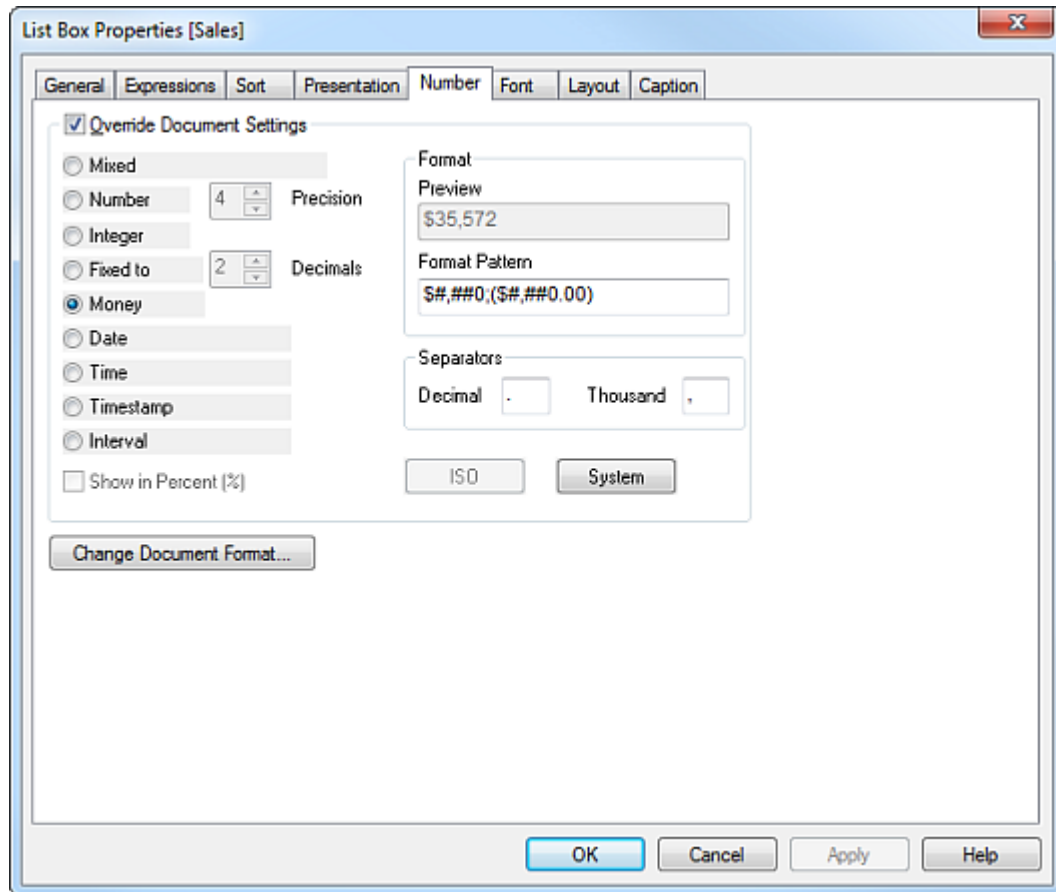 List Box Properties [Sales]
General Expressions Sort Presentation Number Font Layout Caption
Override Document Settings
Mixed
Number 4 Precision
Integer
Fixed to 2 Decimals
Money
Date
Time
Timestamp
Interval
Show in Percent (%)
Format
Preview
$35,572
Format Pattern
$#,##0;($#,##0.00)
Separators
Decimal . Thousand ,
ISO System
Change Document Format...
OK Cancel Apply Help